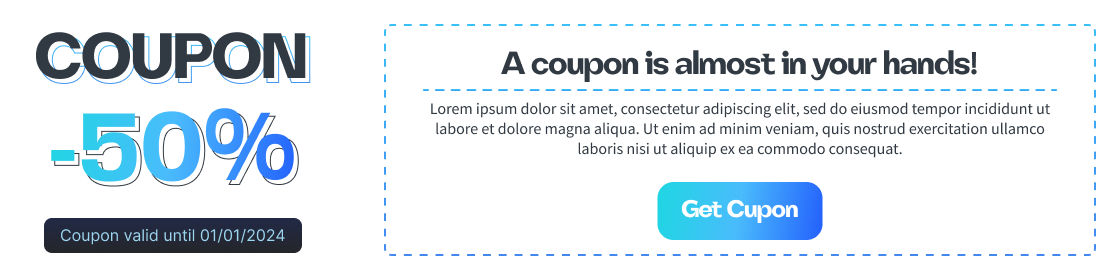 COUPON
-50%
Coupon valid until 01/01/2024
A coupon is almost in your hands!
Lorem ipsum dolor sit amet, consectetur adipiscing elit, sed do eiusmod tempor incididunt ut
labore et dolore magna aliqua. Ut enim ad minim veniam, quis nostrud exercitation ullamco
laboris nisi ut aliquip ex ea commodo consequat.
Get Cupon